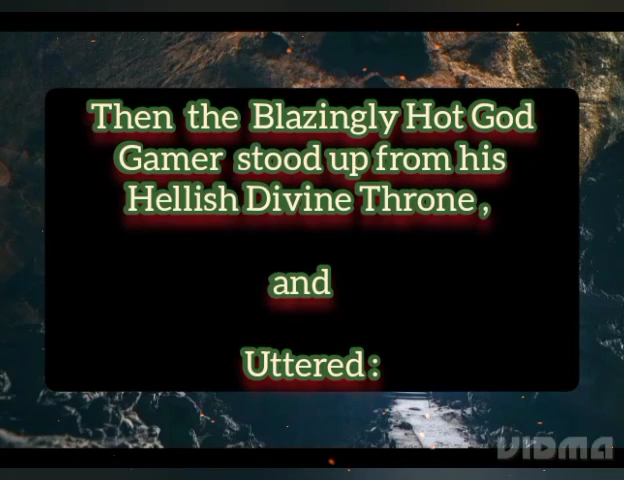 Then the Blazingly Hot God
Gamer stood up from his
Hellish Divine Throne ,
and
Uttered :
VIDMA